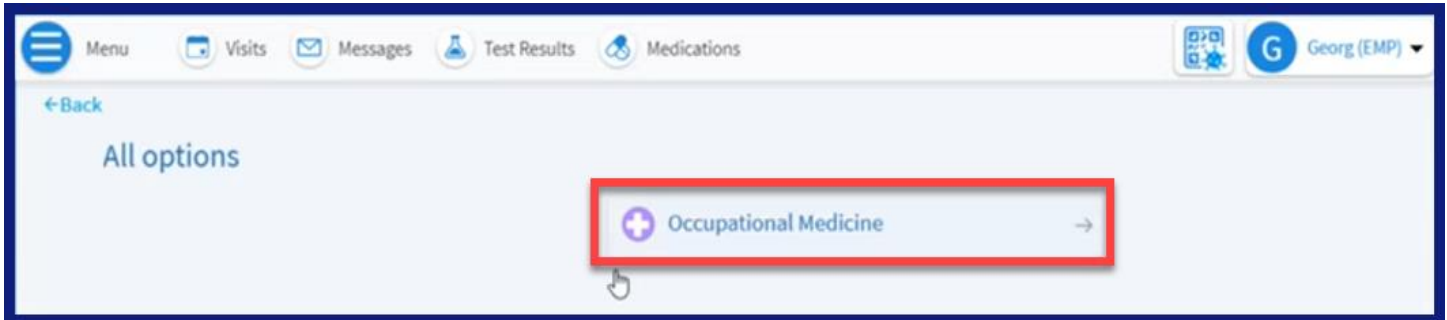 Menu Visits Messages Test Results Medications G Georg (EMP)
←Back
All options
Occupational Medicine →